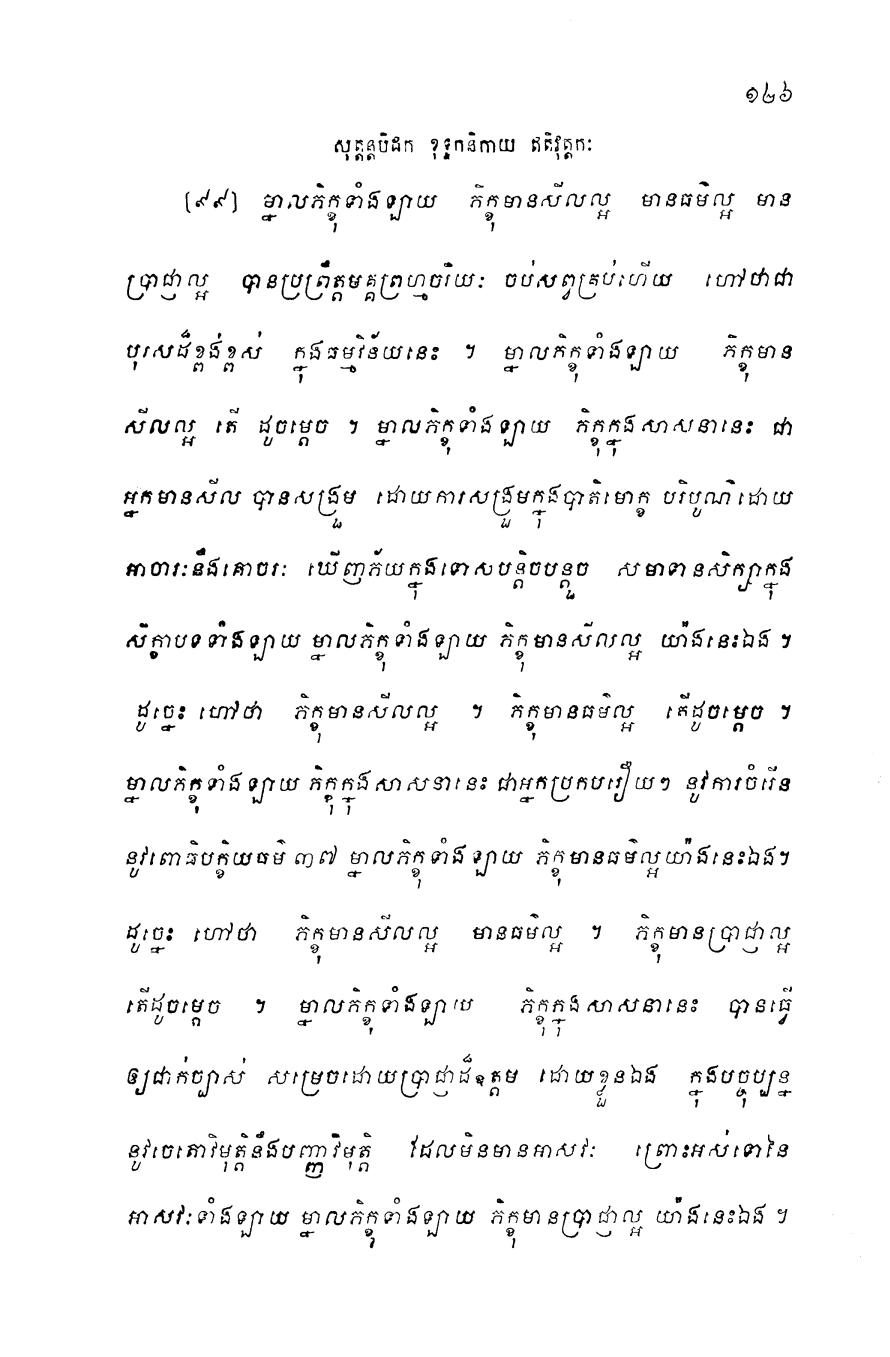 ១២៦
សុត្តន្តបិដក ខុទ្ទកនិកាយ ឥតិវុត្តកៈ
(៩៩) ម្នាលភិក្ខុទាំងឡាយ ភិក្ខុមានសីលល្អ មានធម៌ល្អ មាន
ប្រាជ្ញាល្អ បានប្រព្រឹត្តមគ្គព្រហ្មចរិយៈ ចប់សព្វគ្រប់ហើយ ហៅថាជា
បុរសដ៏ខ្ពង់ខ្ពស់ ក្នុងធម្មវិន័យនេះ ។ ម្នាលភិក្ខុទាំងឡាយ ភិក្ខុមាន
សីលល្អ តើ ដូចម្តេច ។ ម្នាលភិក្ខុទាំងឡាយ ភិក្ខុក្នុងសាសនានេះ ជា
អ្នកមានសីល បានសង្រួម ដោយការសង្រួមក្នុងបាតិមោក្ខ បរិបូណ៌ដោយ
អាចារៈនឹងគោចរៈ ឃើញភ័យក្នុងទោសបន្តិចបន្តួច សមាទានសិក្សាក្នុង
សិក្ខាបទទាំងឡាយ ម្នាលភិក្ខុទាំងឡាយ ភិក្ខុមានសីលល្អ យ៉ាងនេះឯង ។
ដូច្នេះ ហៅថា ភិក្ខុមានសីលល្អ ។ ភិក្ខុមានធម៌ល្អ តើដូចម្តេច ។
ម្នាលភិក្ខុទាំងឡាយ ភិក្ខុក្នុងសាសនានេះ ជាអ្នកប្រកបរឿយៗ នូវការចំរើន
នូវពោធិបក្ខិយធម៌ ៣៧ ម្នាលភិក្ខុទាំងឡាយ ភិក្ខុមានធម៌ល្អយ៉ាងនេះឯង។
ដូច្នេះ ហៅថា ភិក្ខុមានសីលល្អ មានធម៌ល្អ ។ ភិក្ខុមានប្រាជ្ញាល្អ
តើដូចម្តេច ។ ម្នាលភិក្ខុទាំងឡាយ ភិក្ខុក្នុងសាសនានេះ បានធ្វើ
ឲ្យជាក់ច្បាស់ សម្រេចដោយប្រាជ្ញាដ៏ឧត្តម ដោយខ្លួនឯង ក្នុងបច្ចុប្បន្ន
នូវចេតោវិមុត្តិនឹងបញ្ញាវិមុត្តិ ដែលមិនមានអាសវៈ ព្រោះអស់ទៅនៃ
អាសវៈទាំងឡាយ ម្នាលភិក្ខុទាំងឡាយ ភិក្ខុមានប្រាជ្ញាល្អ យ៉ាងនេះឯង ។